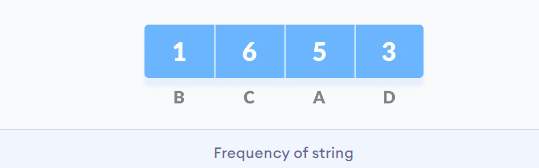 1 6 5 3
B C A D
Frequency of string